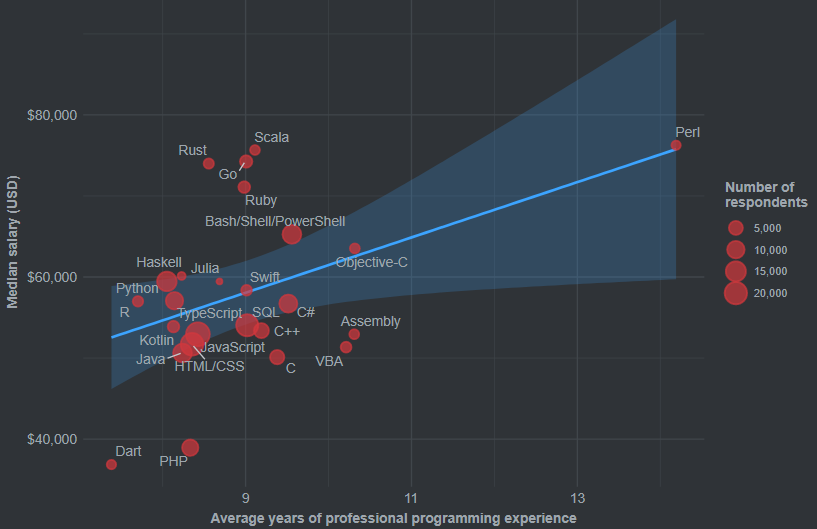 $80,000
$60,000
$40,000
Median salary (USD)
Perl
Scala
Rust
Go
Ruby
Bash/Shell/PowerShell
Objective-C
Haskell
Julia
Swift
Python
R
TypeScript
SQL
C#
C++
Assembly
Kotlin
JavaScript
Java
HTML/CSS
VBA
C
Dart
PHP
9
11
13
Average years of professional programming experience
Number of
respondents
5,000
10,000
15,000
20,000